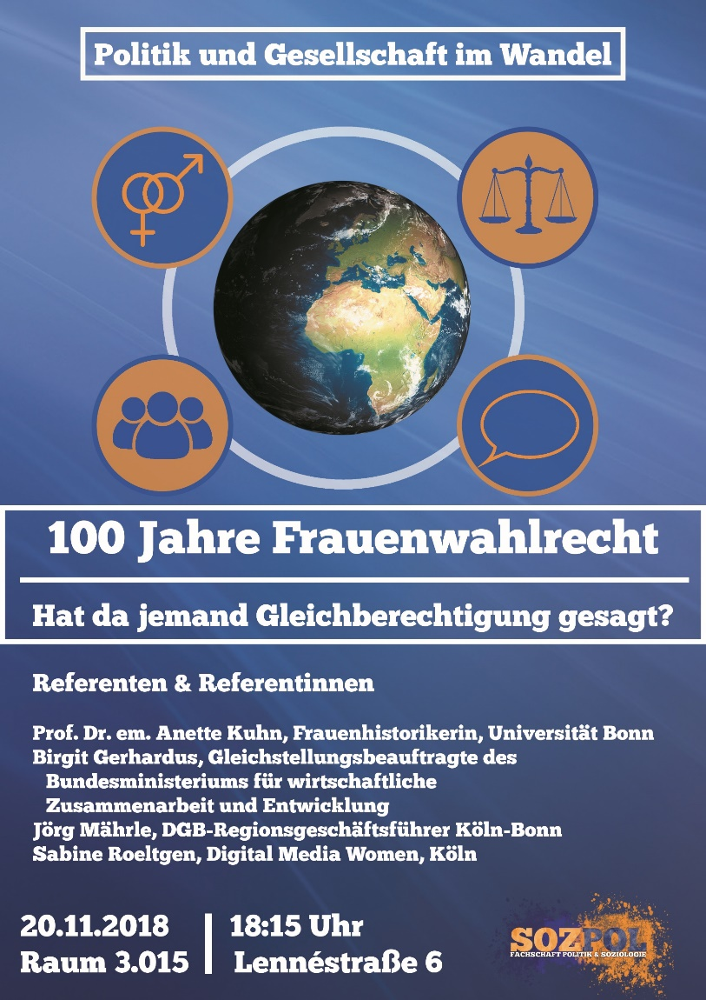 Politik und Gesellschaft im Wandel
100 Jahre Frauenwahlrecht
Hat da jemand Gleichberechtigung gesagt?
Referenten & Referentinnen
Prof. Dr. em. Anette Kuhn, Frauenhistorikerin, Universität Bonn
Birgit Gerhardus, Gleichstellungsbeauftragte des
Bundesministeriums für wirtschaftliche
Zusammenarbeit und Entwicklung
Jörg Mährle, DGB-Regionsgeschäftsführer Köln-Bonn
Sabine Roeltgen, Digital Media Women, Köln
20.11.2018 | 18:15 Uhr
Raum 3.015 | Lennéstraße 6
SOZPOL
FACHSCHAFT POLITIK & SOZIOLOGIE